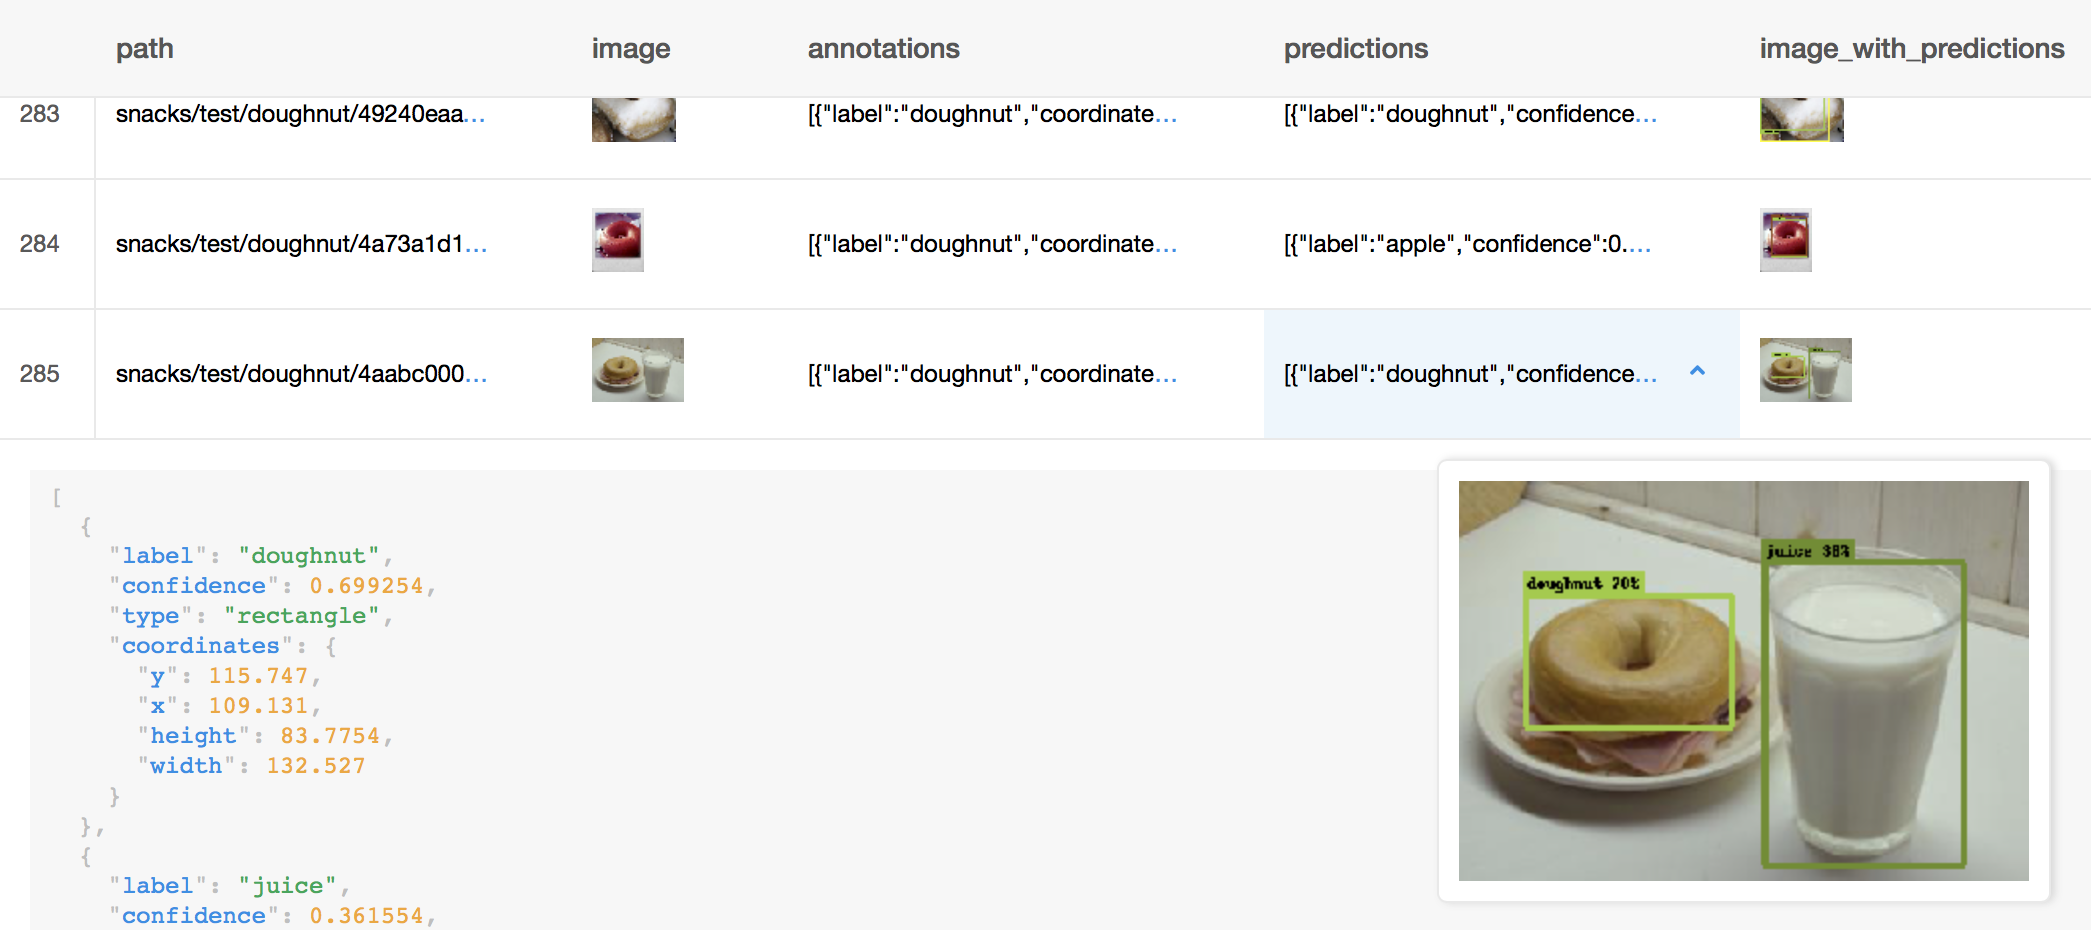 path image annotations predictions image_with_predictions
283 snacks/test/doughnut/49240eaa... [{"label":"doughnut","coordinate... [{"label":"doughnut","confidence...
284 snacks/test/doughnut/4a73a1d1... [{"label":"doughnut","coordinate... [{"label":"apple","confidence":0....
285 snacks/test/doughnut/4aabc000... [{"label":"doughnut","coordinate... [{"label":"doughnut","confidence...
[
{
"label": "doughnut",
"confidence": 0.699254,
"type": "rectangle",
"coordinates": {
"y": 115.747,
"x": 109.131,
"height": 83.7754,
"width": 132.527
}
},
{
"label": "juice",
"confidence": 0.361554,
juice
doughnut 70%